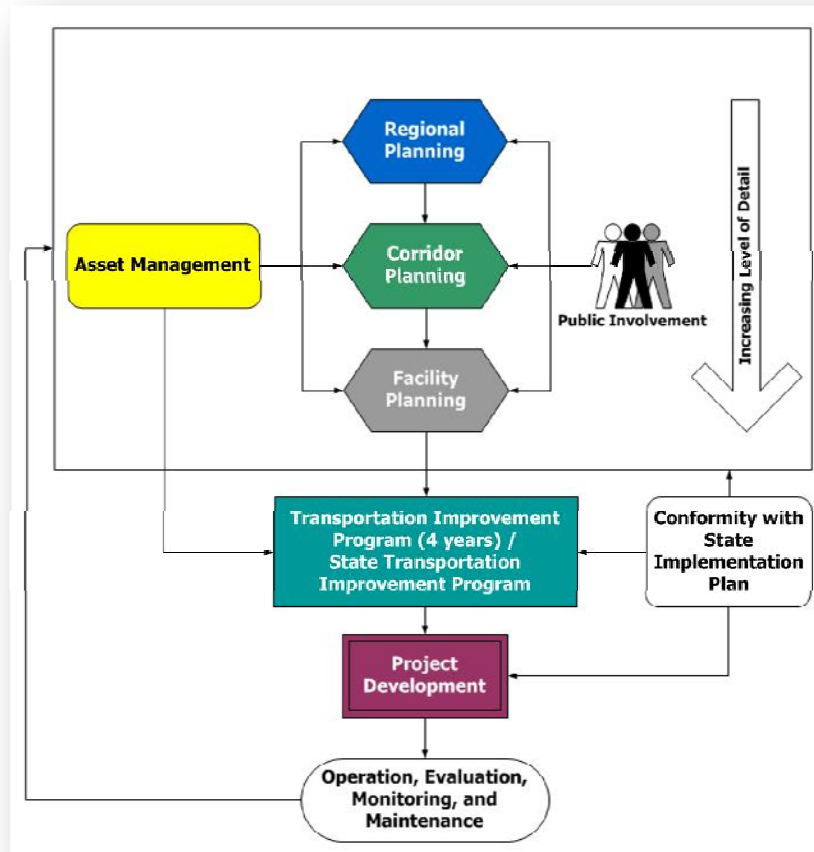 Regional
Planning
Asset Management
Corridor
Planning
Public Involvement
Increasing Level of Detail
Facility
Planning
Transportation Improvement
Program (4 years) /
State Transportation
Improvement Program
Conformity with
State
Implementation
Plan
Project
Development
Operation, Evaluation,
Monitoring, and
Maintenance